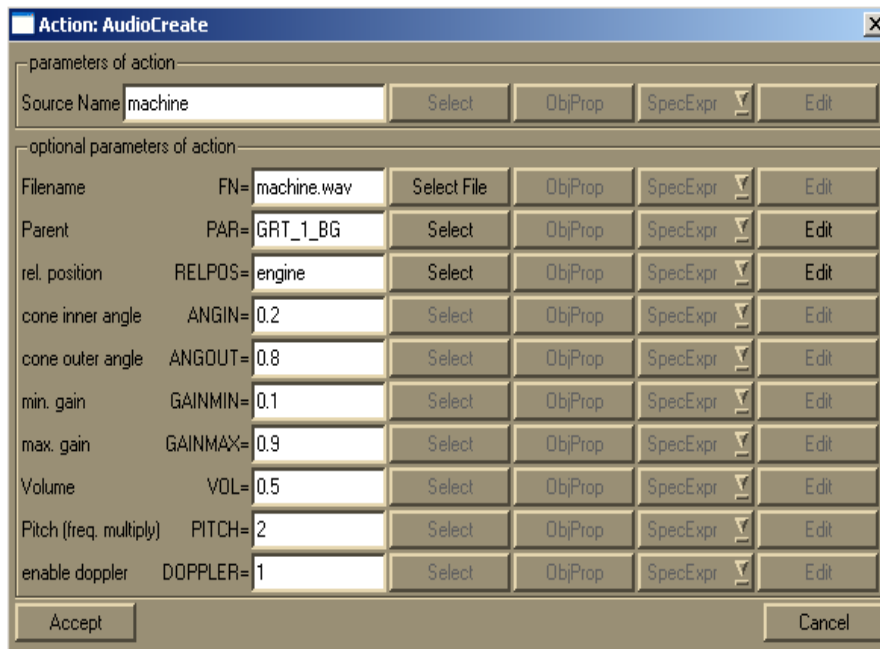 Action: AudioCreate
parameters of action
Source Name machine Select ObjProp SpecExpr Edit
optional parameters of action
Filename FN= machine.wav Select File ObjProp SpecExpr Edit
Parent PAR= GRT_1_BG Select ObjProp SpecExpr Edit
rel. position RELPOS= engine Select ObjProp SpecExpr Edit
cone inner angle ANGIN= 0.2 Select ObjProp SpecExpr Edit
cone outer angle ANGOUT= 0.8 Select ObjProp SpecExpr Edit
min. gain GAINMIN= 0.1 Select ObjProp SpecExpr Edit
max. gain GAINMAX= 0.9 Select ObjProp SpecExpr Edit
Volume VOL= 0.5 Select ObjProp SpecExpr Edit
Pitch (freq. multiply) PITCH= 2 Select ObjProp SpecExpr Edit
enable doppler DOPPLER= 1 Select ObjProp SpecExpr Edit
Accept Cancel